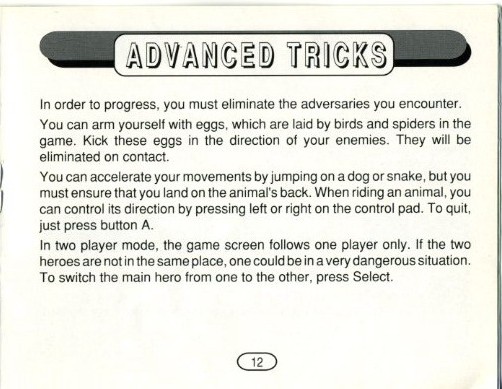 ADVANCED TRICKS
In order to progress, you must eliminate the adversaries you encounter.
You can arm yourself with eggs, which are laid by birds and spiders in the
game. Kick these eggs in the direction of your enemies. They will be
eliminated on contact.
You can accelerate your movements by jumping on a dog or snake, but you
must ensure that you land on the animal's back. When riding an animal, you
can control its direction by pressing left or right on the control pad. To quit,
just press button A.
In two player mode, the game screen follows one player only. If the two
heroes are not in the same place, one could be in a very dangerous situation.
To switch the main hero from one to the other, press Select.
12